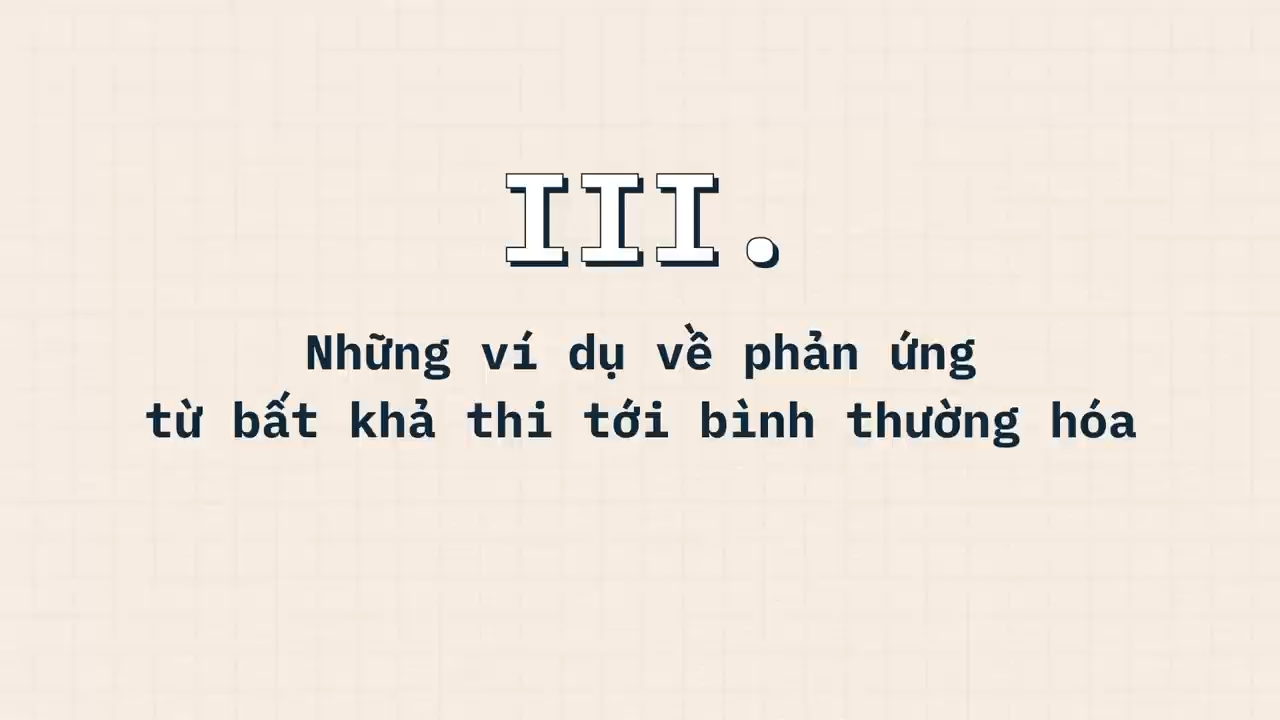 III.
Những ví dụ về phản ứng
từ bất khả thi tới bình thường hóa